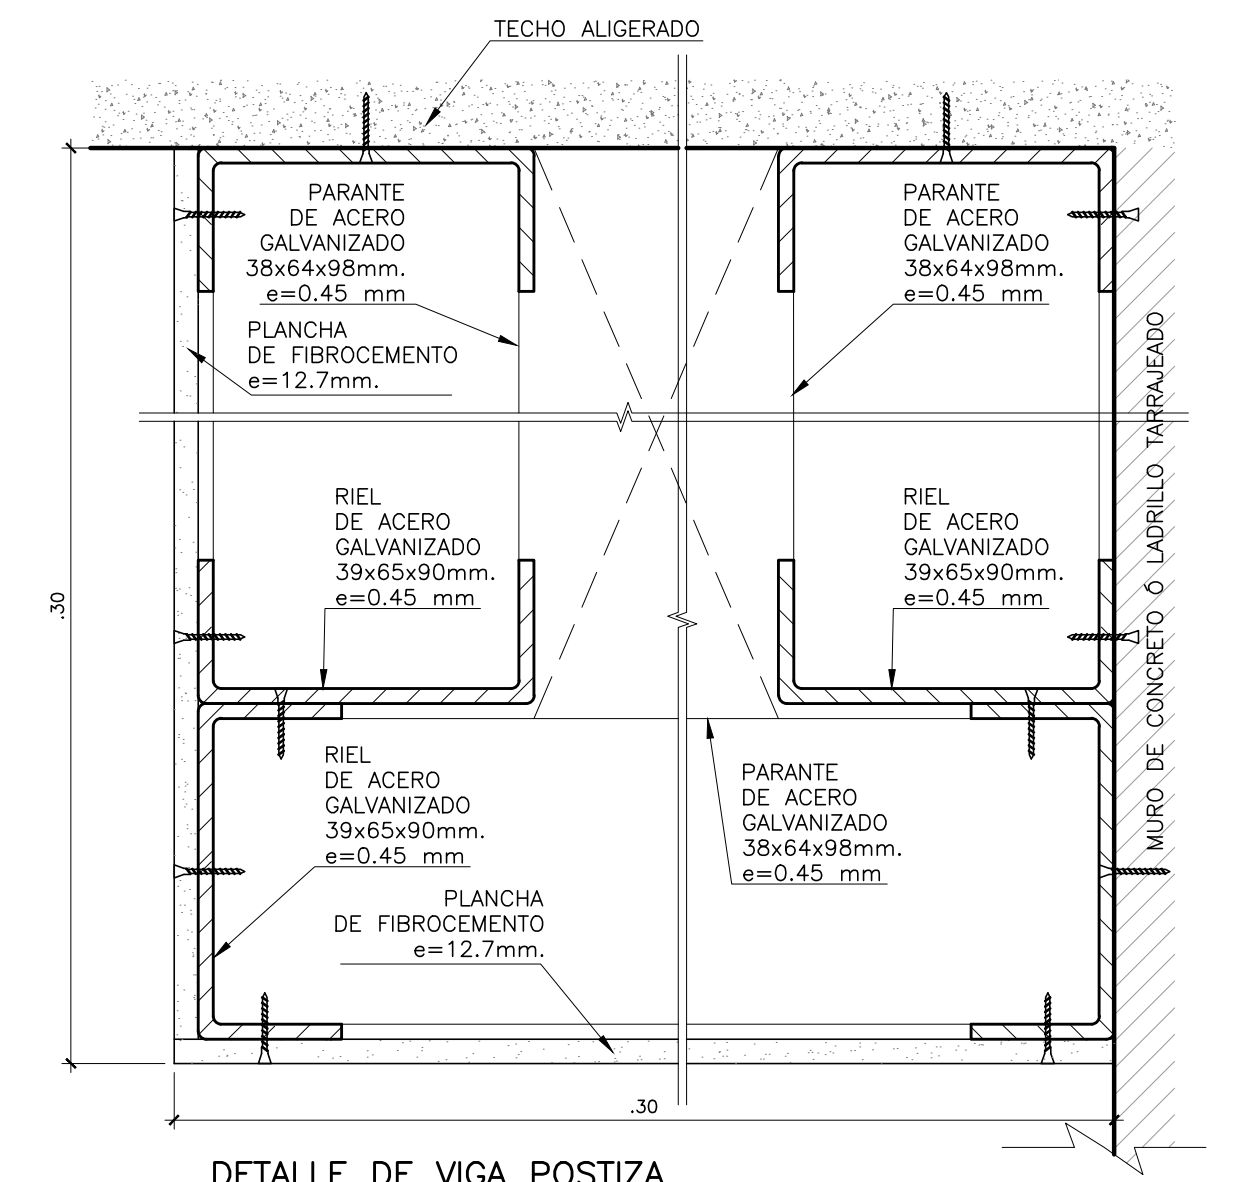 TECHO ALIGERADO
PARANTE
DE ACERO
GALVANIZADO
38x64x98mm.
e=0.45 mm
PLANCHA
DE FIBROCEMENTO
e=12.7mm.
PARANTE
DE ACERO
GALVANIZADO
38x64x98mm.
e=0.45 mm
MURO DE CONCRETO Ó LADRILLO TARRAJEADO
RIEL
DE ACERO
GALVANIZADO
39x65x90mm.
e=0.45 mm
RIEL
DE ACERO
GALVANIZADO
39x65x90mm.
e=0.45 mm
.30
RIEL
DE ACERO
GALVANIZADO
39x65x90mm.
e=0.45 mm
PARANTE
DE ACERO
GALVANIZADO
38x64x98mm.
e=0.45 mm
PLANCHA
DE FIBROCEMENTO
e=12.7mm.
.30
DETALLE DE VIGA POSTIZA